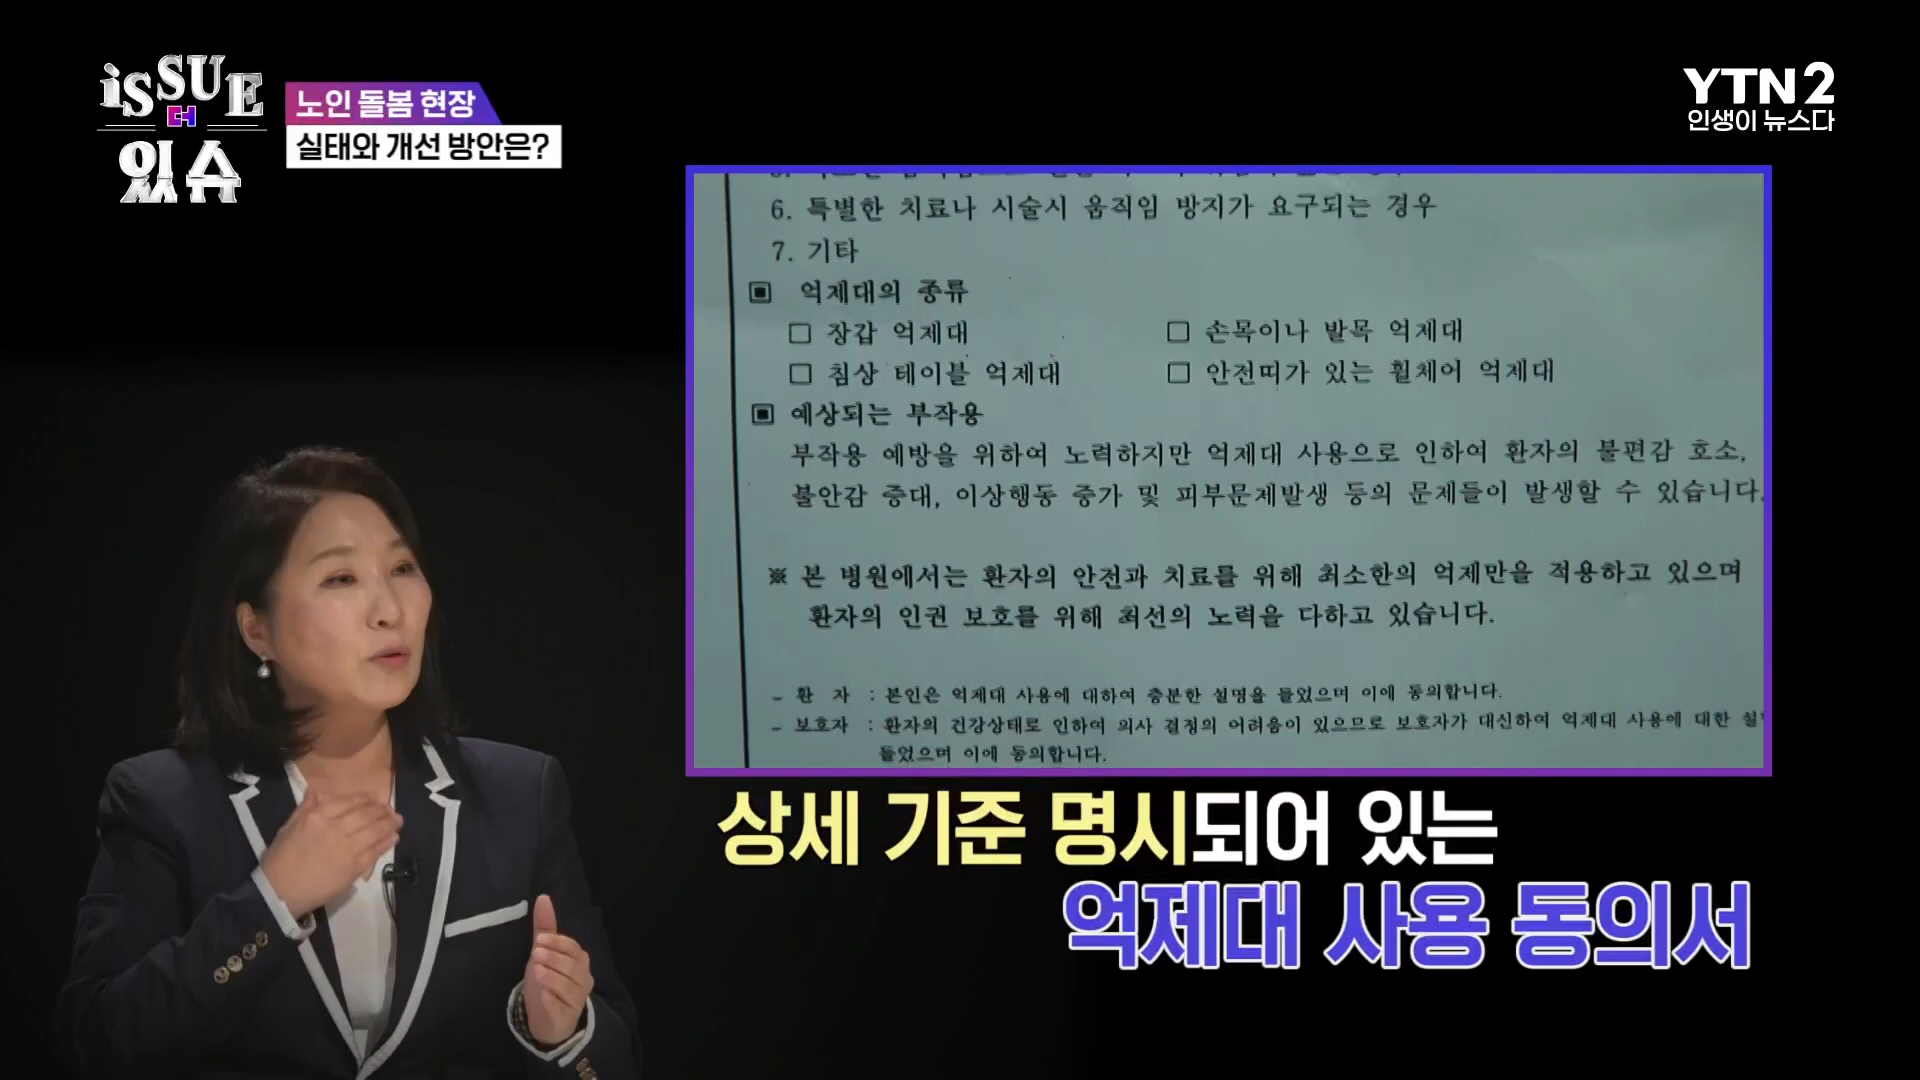 ISSUE
더
있슈
노인 돌봄 현장
실태와 개선 방안은?
YTN2
인생이 뉴스다
6. 특별한 치료나 시술시 움직임 방지가 요구되는 경우
7. 기타
▣ 억제대의 종류
□ 장갑 억제대 □ 손목이나 발목 억제대
□ 침상 테이블 억제대 □ 안전띠가 있는 휠체어 억제대
▣ 예상되는 부작용
부작용 예방을 위하여 노력하지만 억제대 사용으로 인하여 환자의 불편감 호소,
불안감 증대, 이상행동 증가 및 피부문제발생 등의 문제들이 발생할 수 있습니다.
※ 본 병원에서는 환자의 안전과 치료를 위해 최소한의 억제만을 적용하고 있으며
환자의 인권 보호를 위해 최선의 노력을 다하고 있습니다.
- 환 자 : 본인은 억제대 사용에 대하여 충분한 설명을 들었으며 이에 동의합니다.
- 보호자 : 환자의 건강상태로 인하여 의사 결정의 어려움이 있으므로 보호자가 대신하여 억제대 사용에 대한
들었으며 이에 동의합니다.
상세 기준 명시되어 있는
억제대 사용 동의서